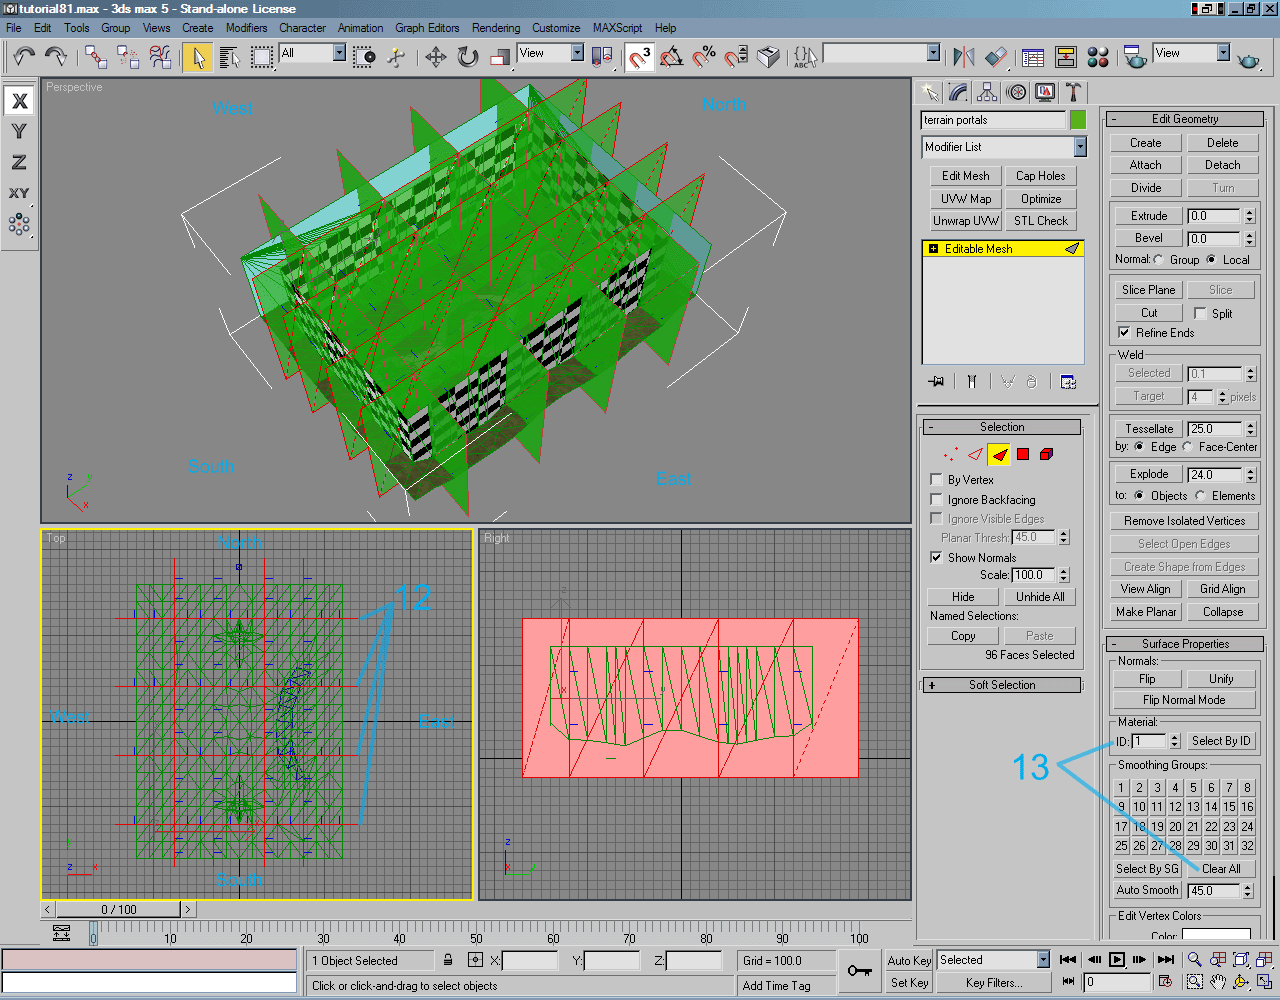 tutorial81.max - 3ds max 5 - Stand-alone License
File Edit Tools Group Views Create Modifiers Character Animation Graph Editors Rendering Customize MAXScript Help
All View 3 {} ABC View
X
Y
Z
XY
Perspective
West
North
South
East
z
y
x
Top
North
12
West
East
South
z
x
Right
z
x
y
z
x
y
terrain portals
Modifier List
Edit Mesh Cap Holes
UVW Map Optimize
Unwrap UVW STL Check
Editable Mesh
- Selection
By Vertex
Ignore Backfacing
Ignore Visible Edges
Planar Thresh: 45.0
Show Normals
Scale: 100.0
Hide Unhide All
Named Selections:
Copy Paste
96 Faces Selected
+ Soft Selection
- Edit Geometry
Create Delete
Attach Detach
Divide Turn
Extrude 0.0
Bevel 0.0
Normal: Group Local
Slice Plane Slice
Cut Split
Refine Ends
Weld
Selected 0.1
Target 4 pixels
Tessellate 25.0
by: Edge Face-Center
Explode 24.0
to: Objects Elements
Remove Isolated Vertices
Select Open Edges
Create Shape from Edges
View Align Grid Align
Make Planar Collapse
- Surface Properties
Normals:
Flip Unify
Flip Normal Mode
Material:
ID: 1 Select By ID
13
Smoothing Groups:
1 2 3 4 5 6 7 8
9 10 11 12 13 14 15 16
17 18 19 20 21 22 23 24
25 26 27 28 29 30 31 32
Select By SG Clear All
Auto Smooth 45.0
Edit Vertex Colors
Color:
< 0 / 100 >
0 10 20 30 40 50 60 70 80 90 100
1 Object Selected X: Y: Z: Grid = 100.0 Auto Key Selected
Click or click-and-drag to select objects Add Time Tag Set Key Key Filters... 0